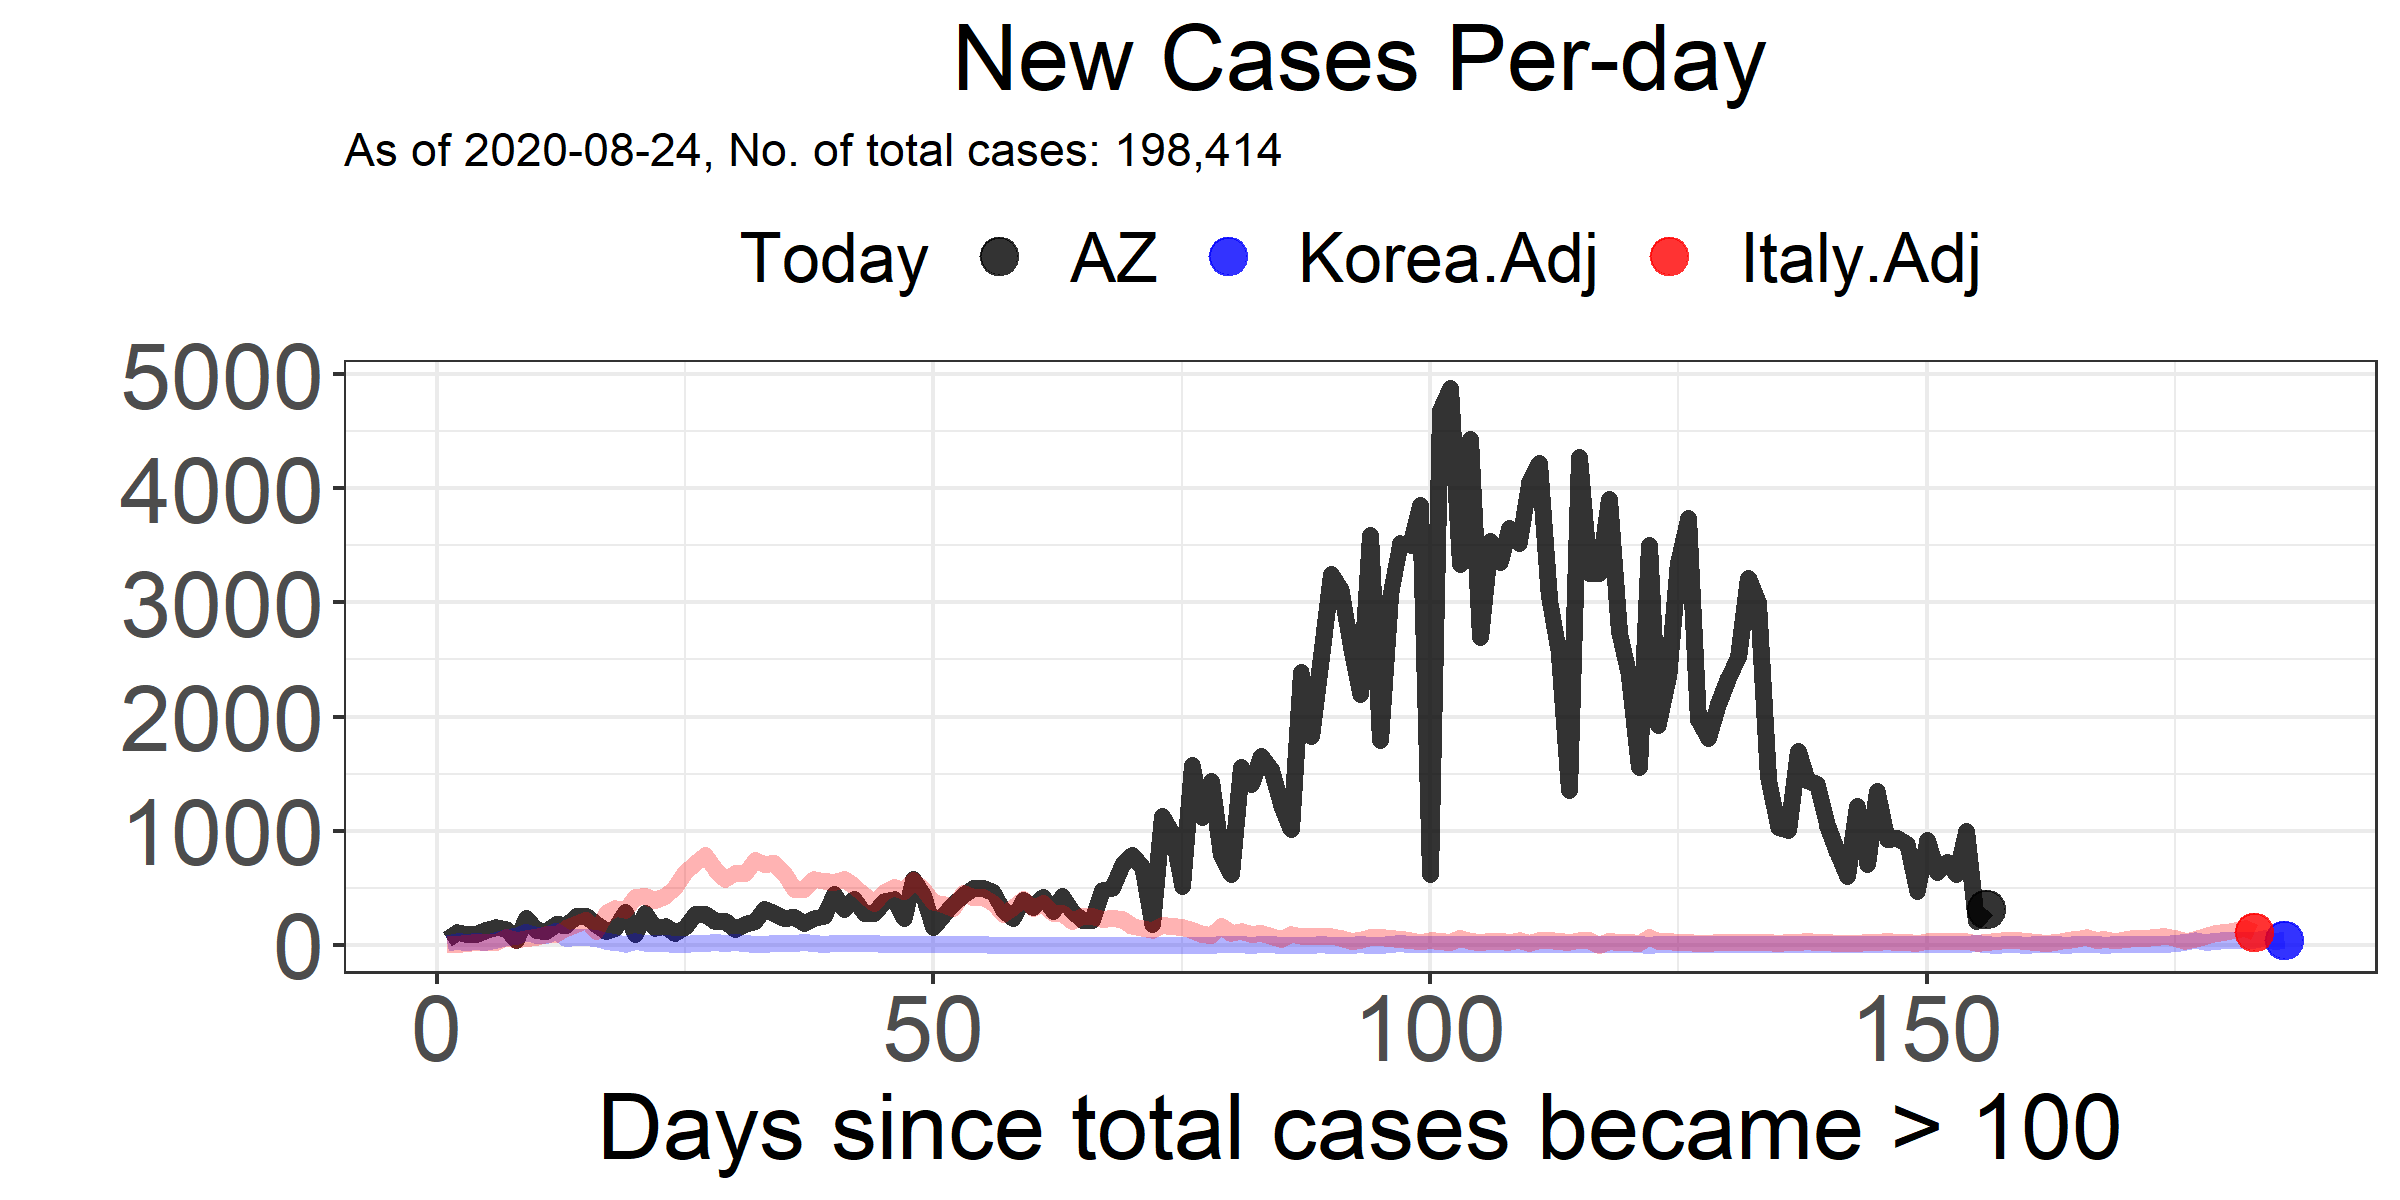 New Cases Per-day
As of 2020-08-24, No. of total cases: 198,414
Today AZ Korea.Adj Italy.Adj
5000
4000
3000
2000
1000
0
0 50 100 150
Days since total cases became > 100